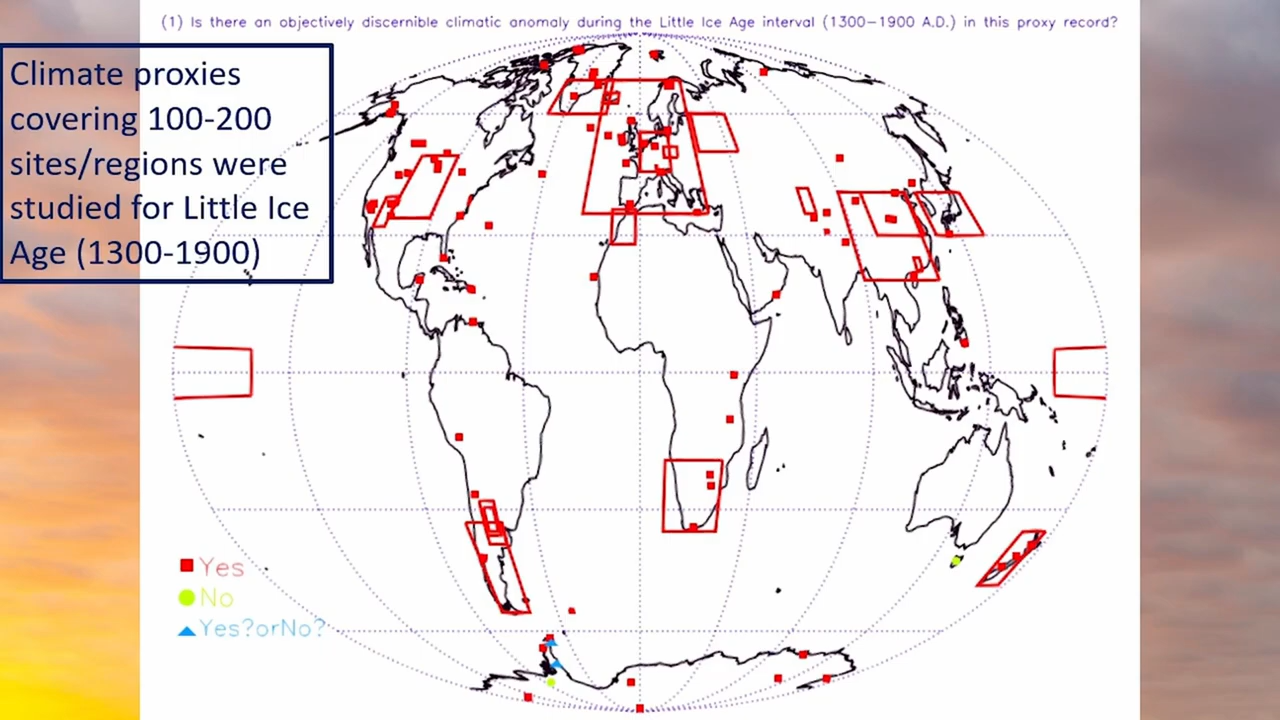 (1) Is there an objectively discernible climatic anomaly during the Little Ice Age interval (1300−1900 A.D.) in this proxy record?
Climate proxies
covering 100-200
sites/regions were
studied for Little Ice
Age (1300-1900)
Yes
No
Yes?orNo?